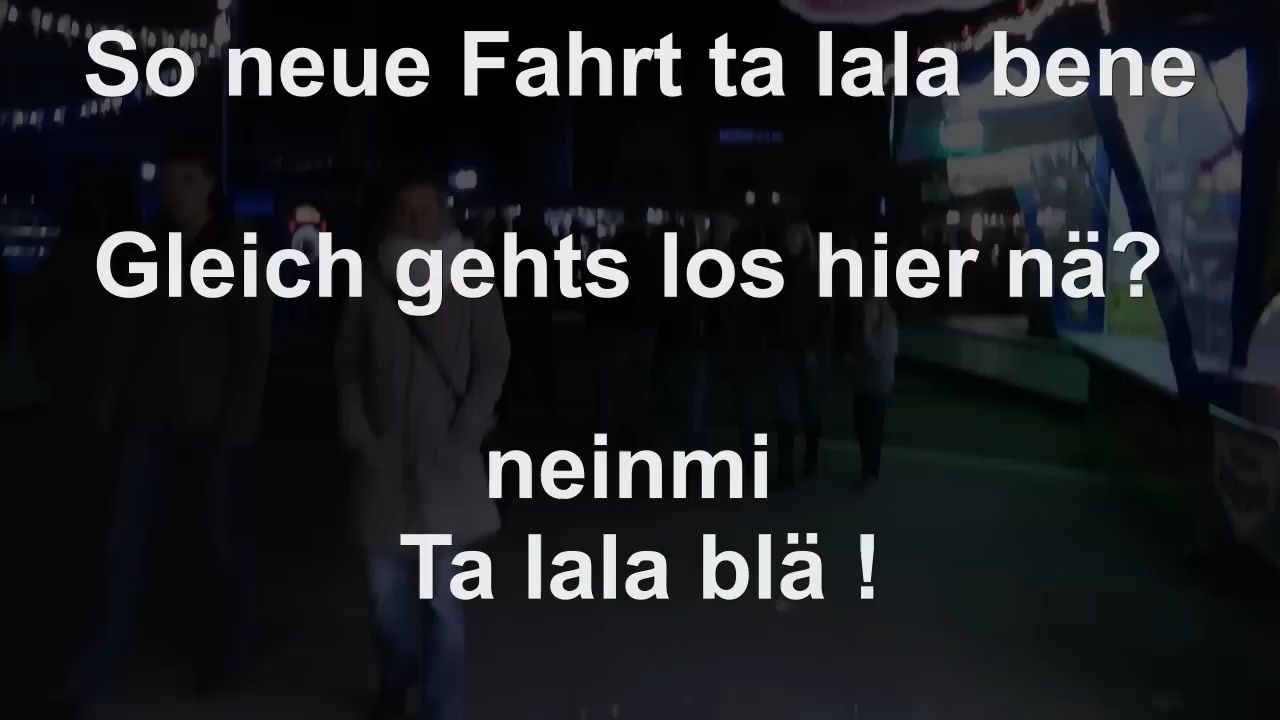 So neue Fahrt ta lala bene
Gleich gehts los hier nä?
neinmi
Ta lala blä !